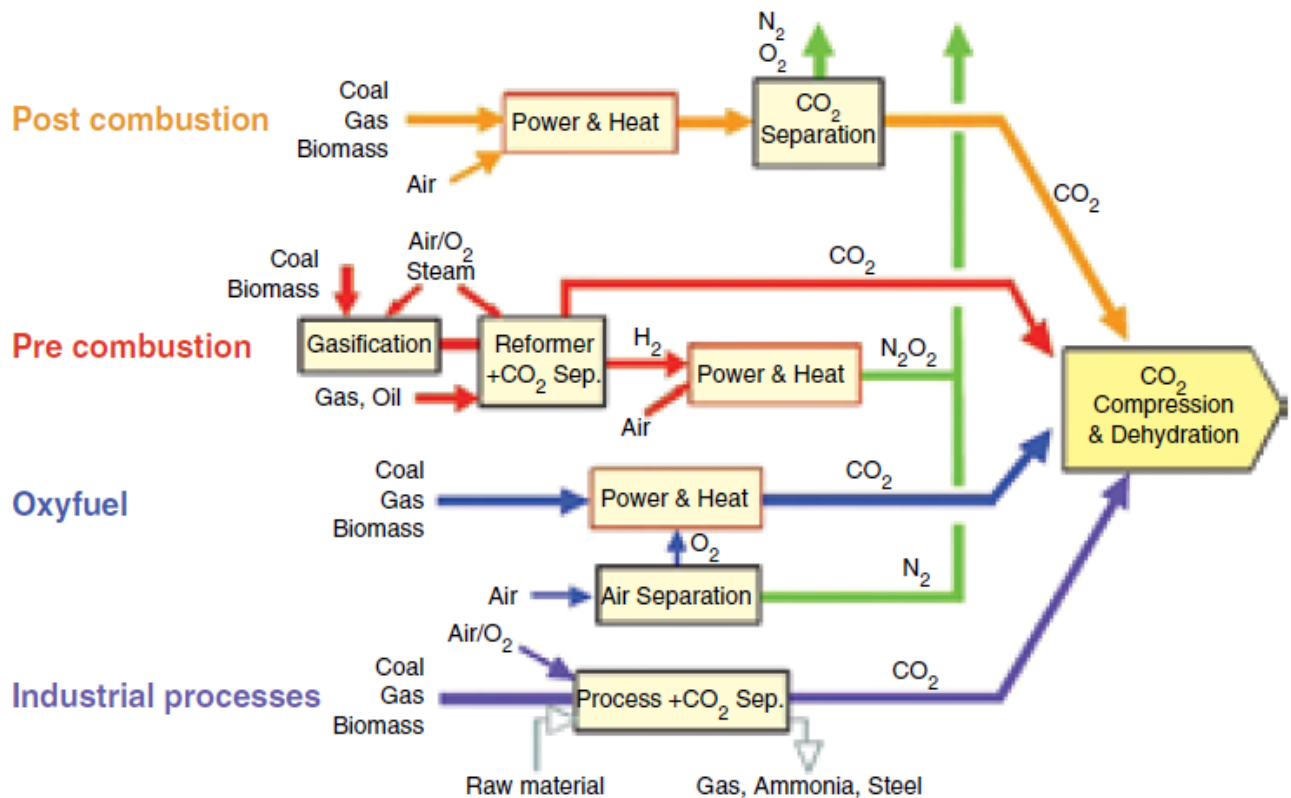 N₂
O₂
Post combustion
Coal
Gas
Biomass
Air
Power & Heat
CO₂
Separation
CO₂
Pre combustion
Coal
Biomass
Air/O₂
Steam
Gasification
Gas, Oil
Reformer
+CO₂ Sep.
CO₂
H₂
Air
Power & Heat
N₂O₂
CO₂
Compression
& Dehydration
Oxyfuel
Coal
Gas
Biomass
Power & Heat
CO₂
O₂
Air
Air Separation
N₂
Industrial processes
Air/O₂
Coal
Gas
Biomass
Process +CO₂ Sep.
CO₂
Raw material
Gas, Ammonia, Steel